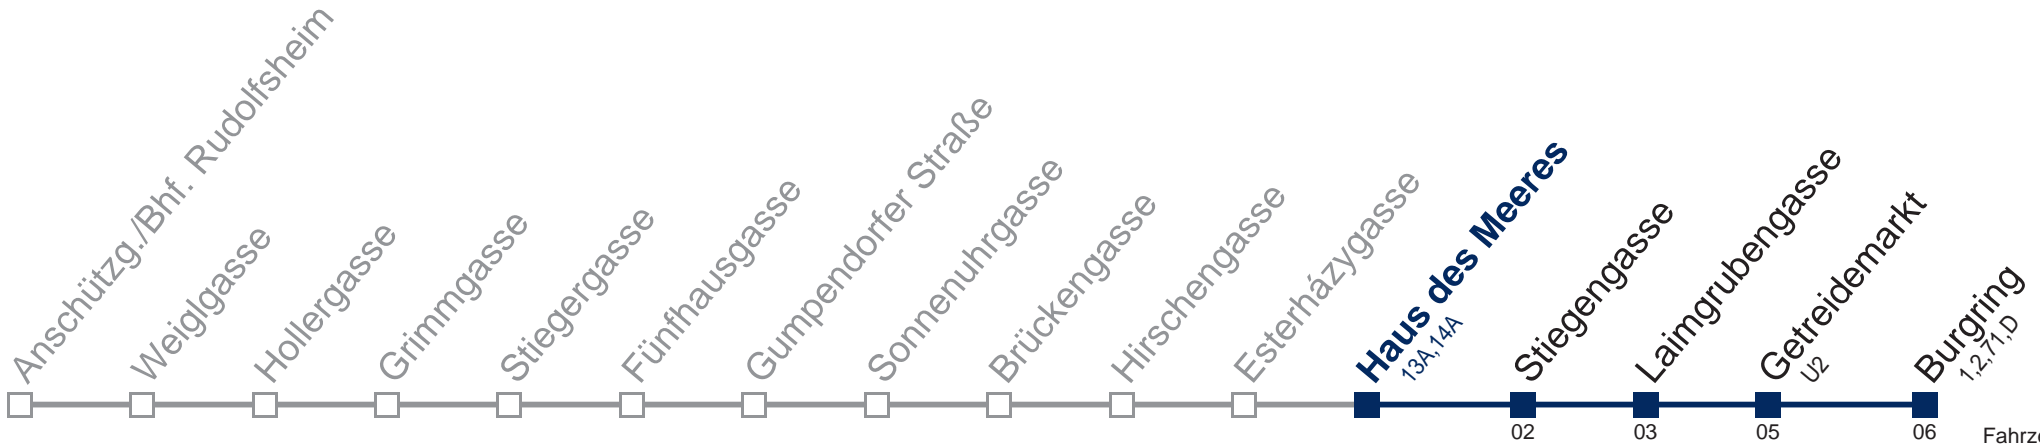 Anschützg./Bhf. Rudolfsheim
Weiglgasse
Hollergasse
Grimmgasse
Stiegergasse
Fünfhausgasse
Gumpendorfer Straße
Sonnenuhrgasse
Brückengasse
Hirschengasse
Esterházygasse
Haus des Meeres
13A,14A
Stiegengasse
Laimgrubengasse
Getreidemarkt
U2
Burgring
1,2,71,D
02
03
05
06